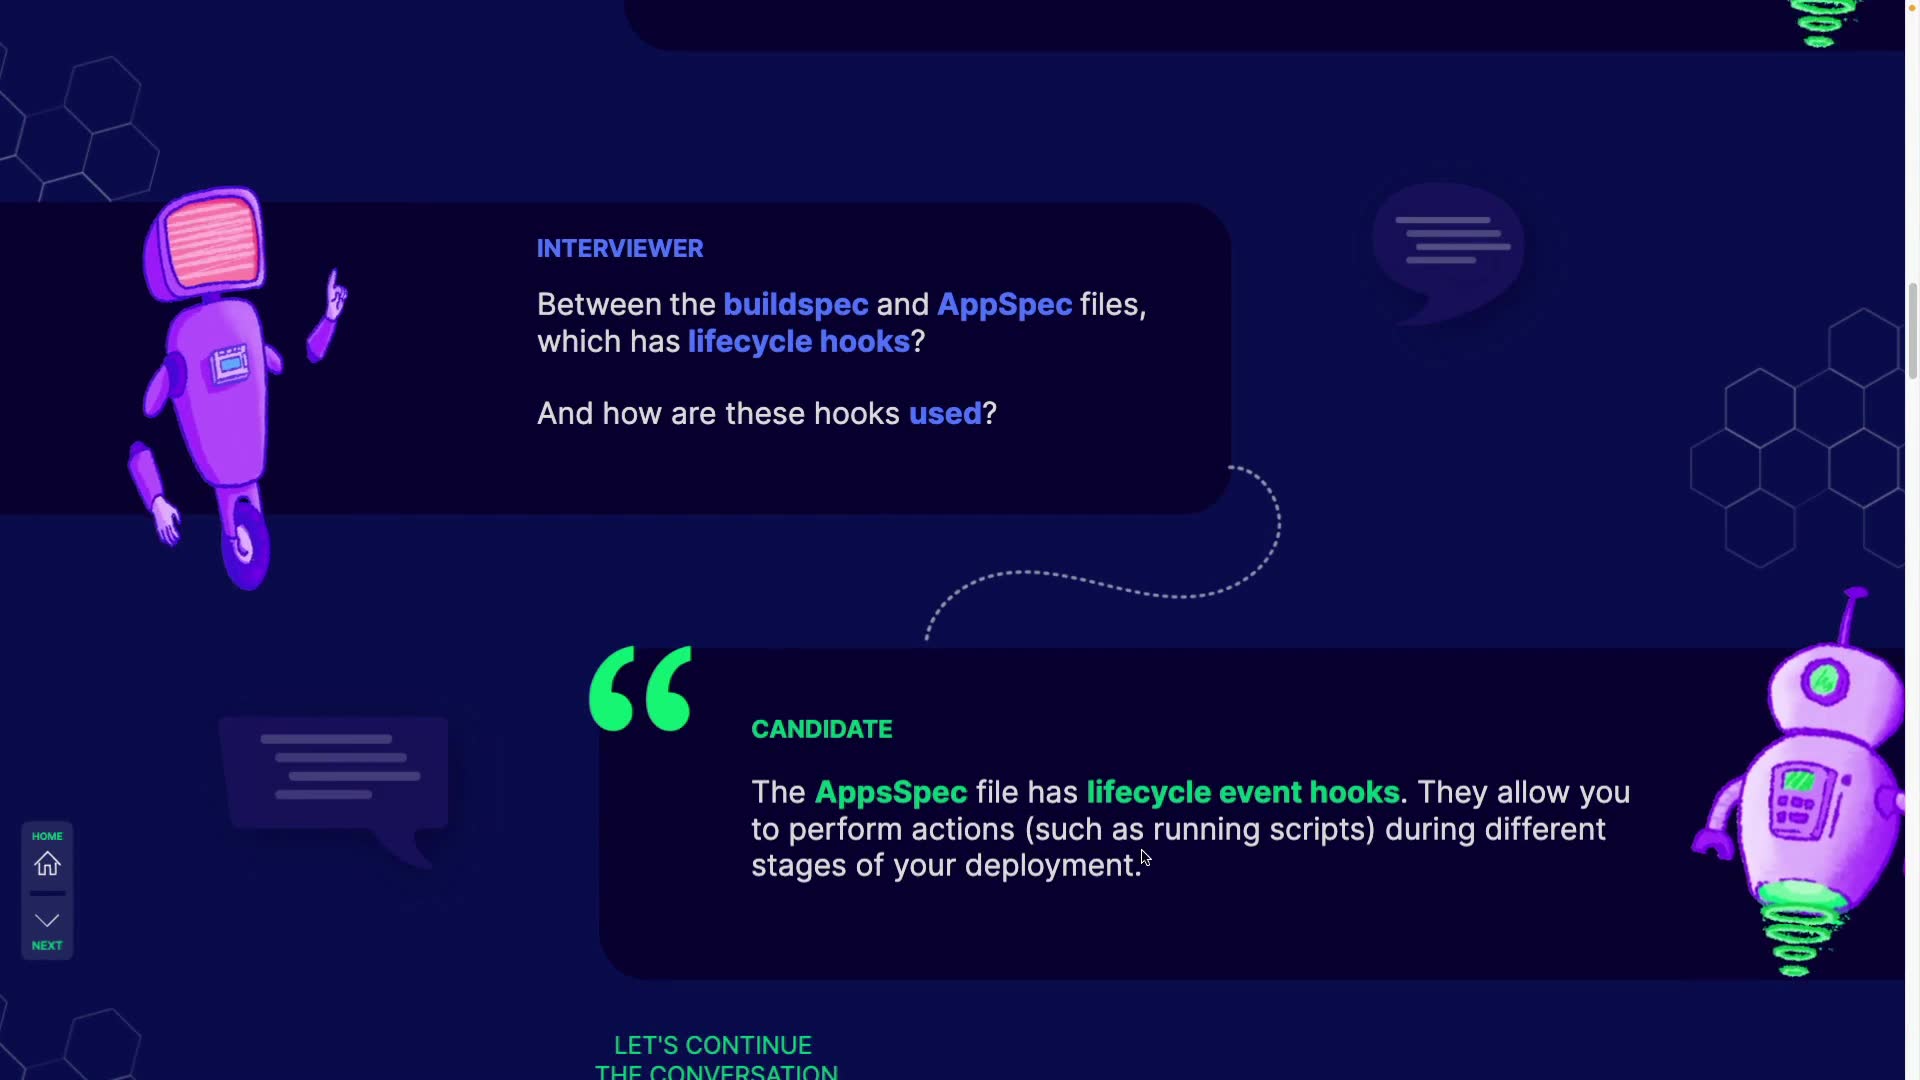 INTERVIEWER
Between the buildspec and AppSpec files,
which has lifecycle hooks?
And how are these hooks used?
CANDIDATE
The AppsSpec file has lifecycle event hooks. They allow you
to perform actions (such as running scripts) during different
stages of your deployment.
HOME
NEXT
LET'S CONTINUE
THE CONVERSATION